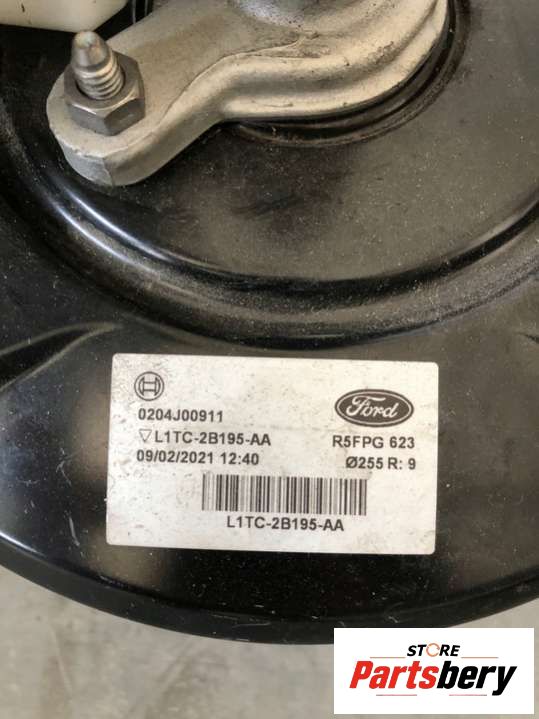 0204J00911
Ford
▽L1TC-2B195-AA
R5FPG 623
09/02/2021 12:40
Ø255 R: 9
L1TC-2B195-AA
STORE
Partsbery